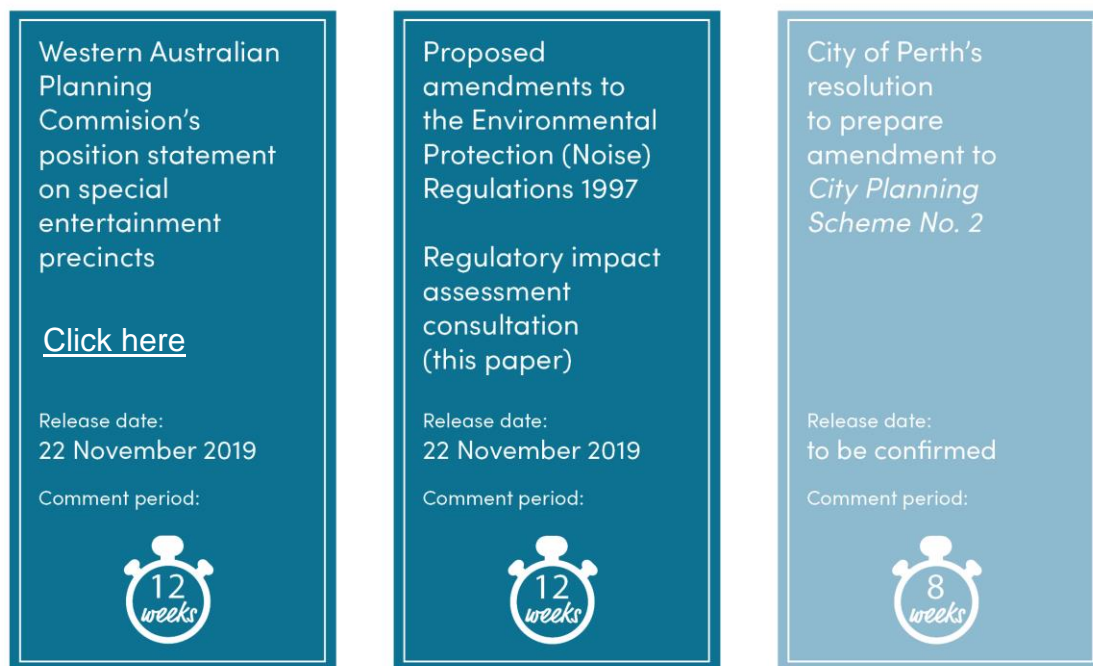 Western Australian
Planning
Commision's
position statement
on special
entertainment
precincts
Click here
Release date:
22 November 2019
Comment period:
12
weeks
Proposed
amendments to
the Environmental
Protection (Noise)
Regulations 1997
Regulatory impact
assessment
consultation
(this paper)
Release date:
22 November 2019
Comment period:
12
weeks
City of Perth's
resolution
to prepare
amendment to
City Planning
Scheme No. 2
Release date:
to be confirmed
Comment period:
8
weeks